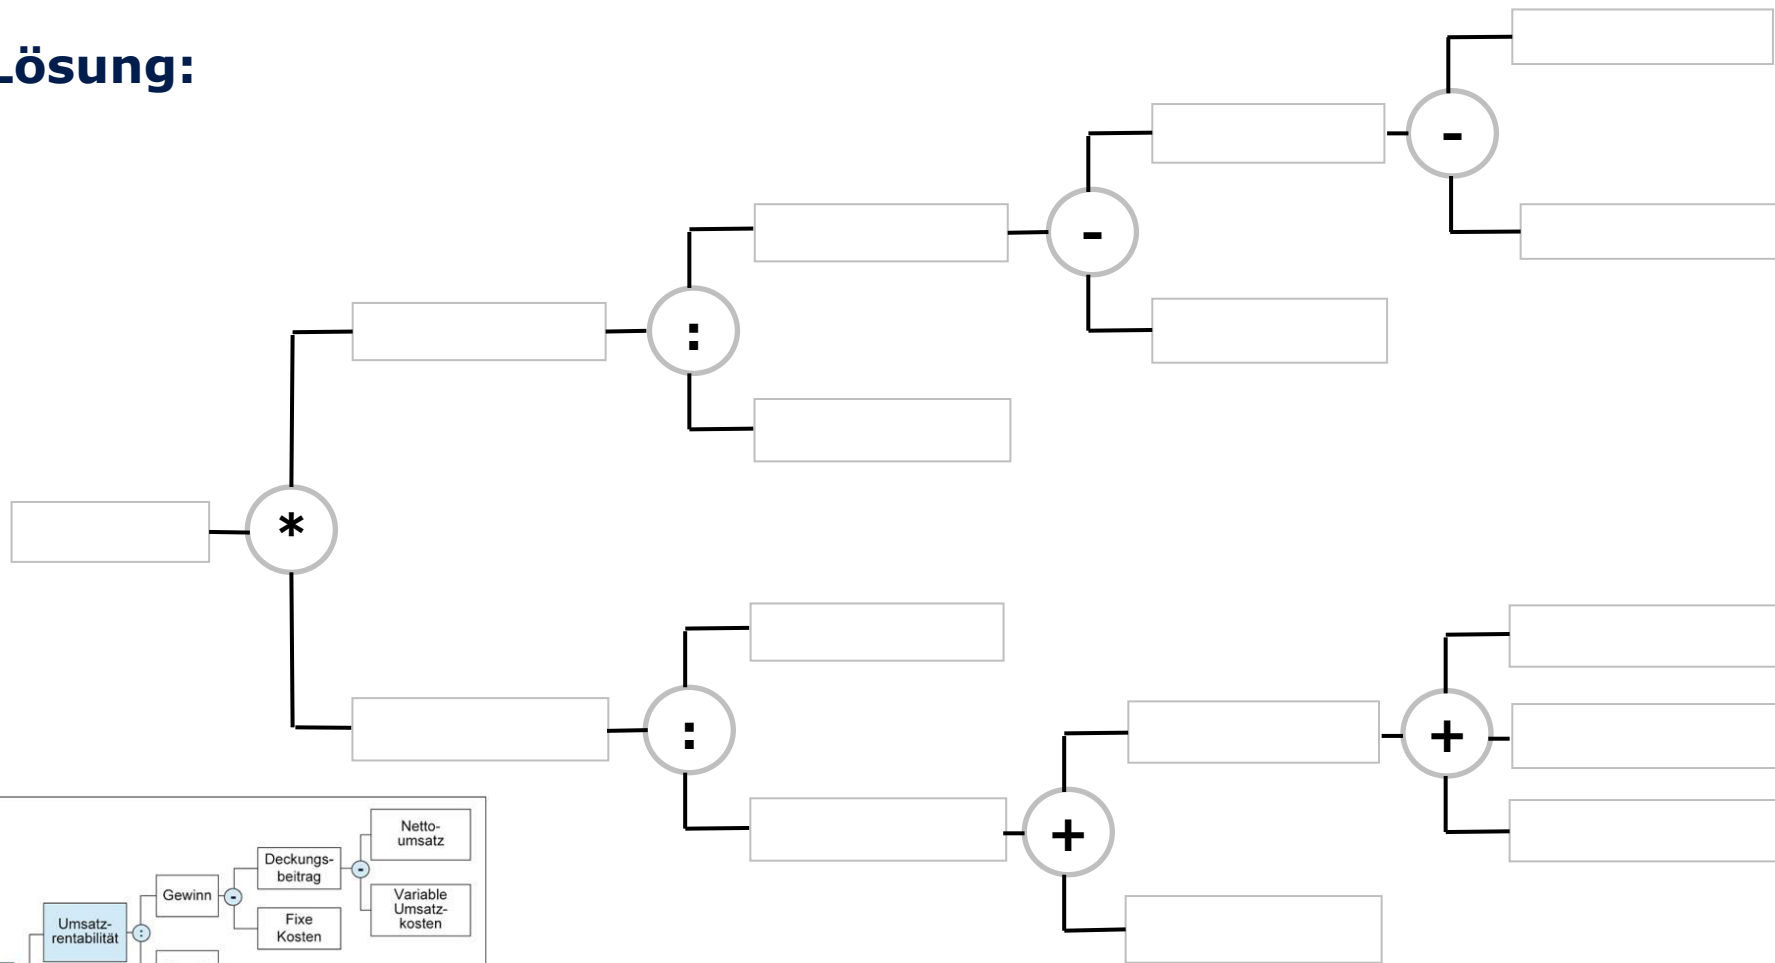 Lösung:
-
-
:
*
:
+
+
Netto-
umsatz
Deckungs-
beitrag
-
Gewinn
-
Variable
Umsatz-
kosten
Umsatz-
rentabilität
:
Fixe
Kosten